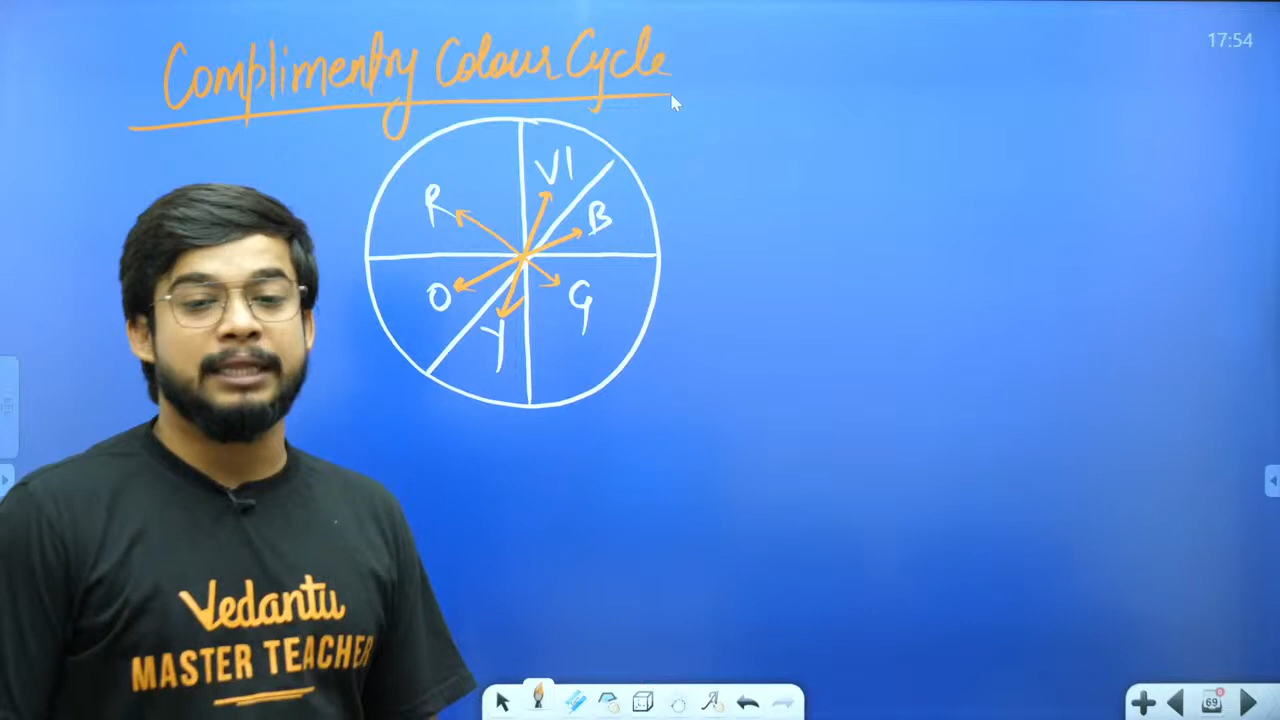 Complimentry Colour Cycle
17:54
VI
R
B
O
G
Y
Vedantu
MASTER TEACHER
69